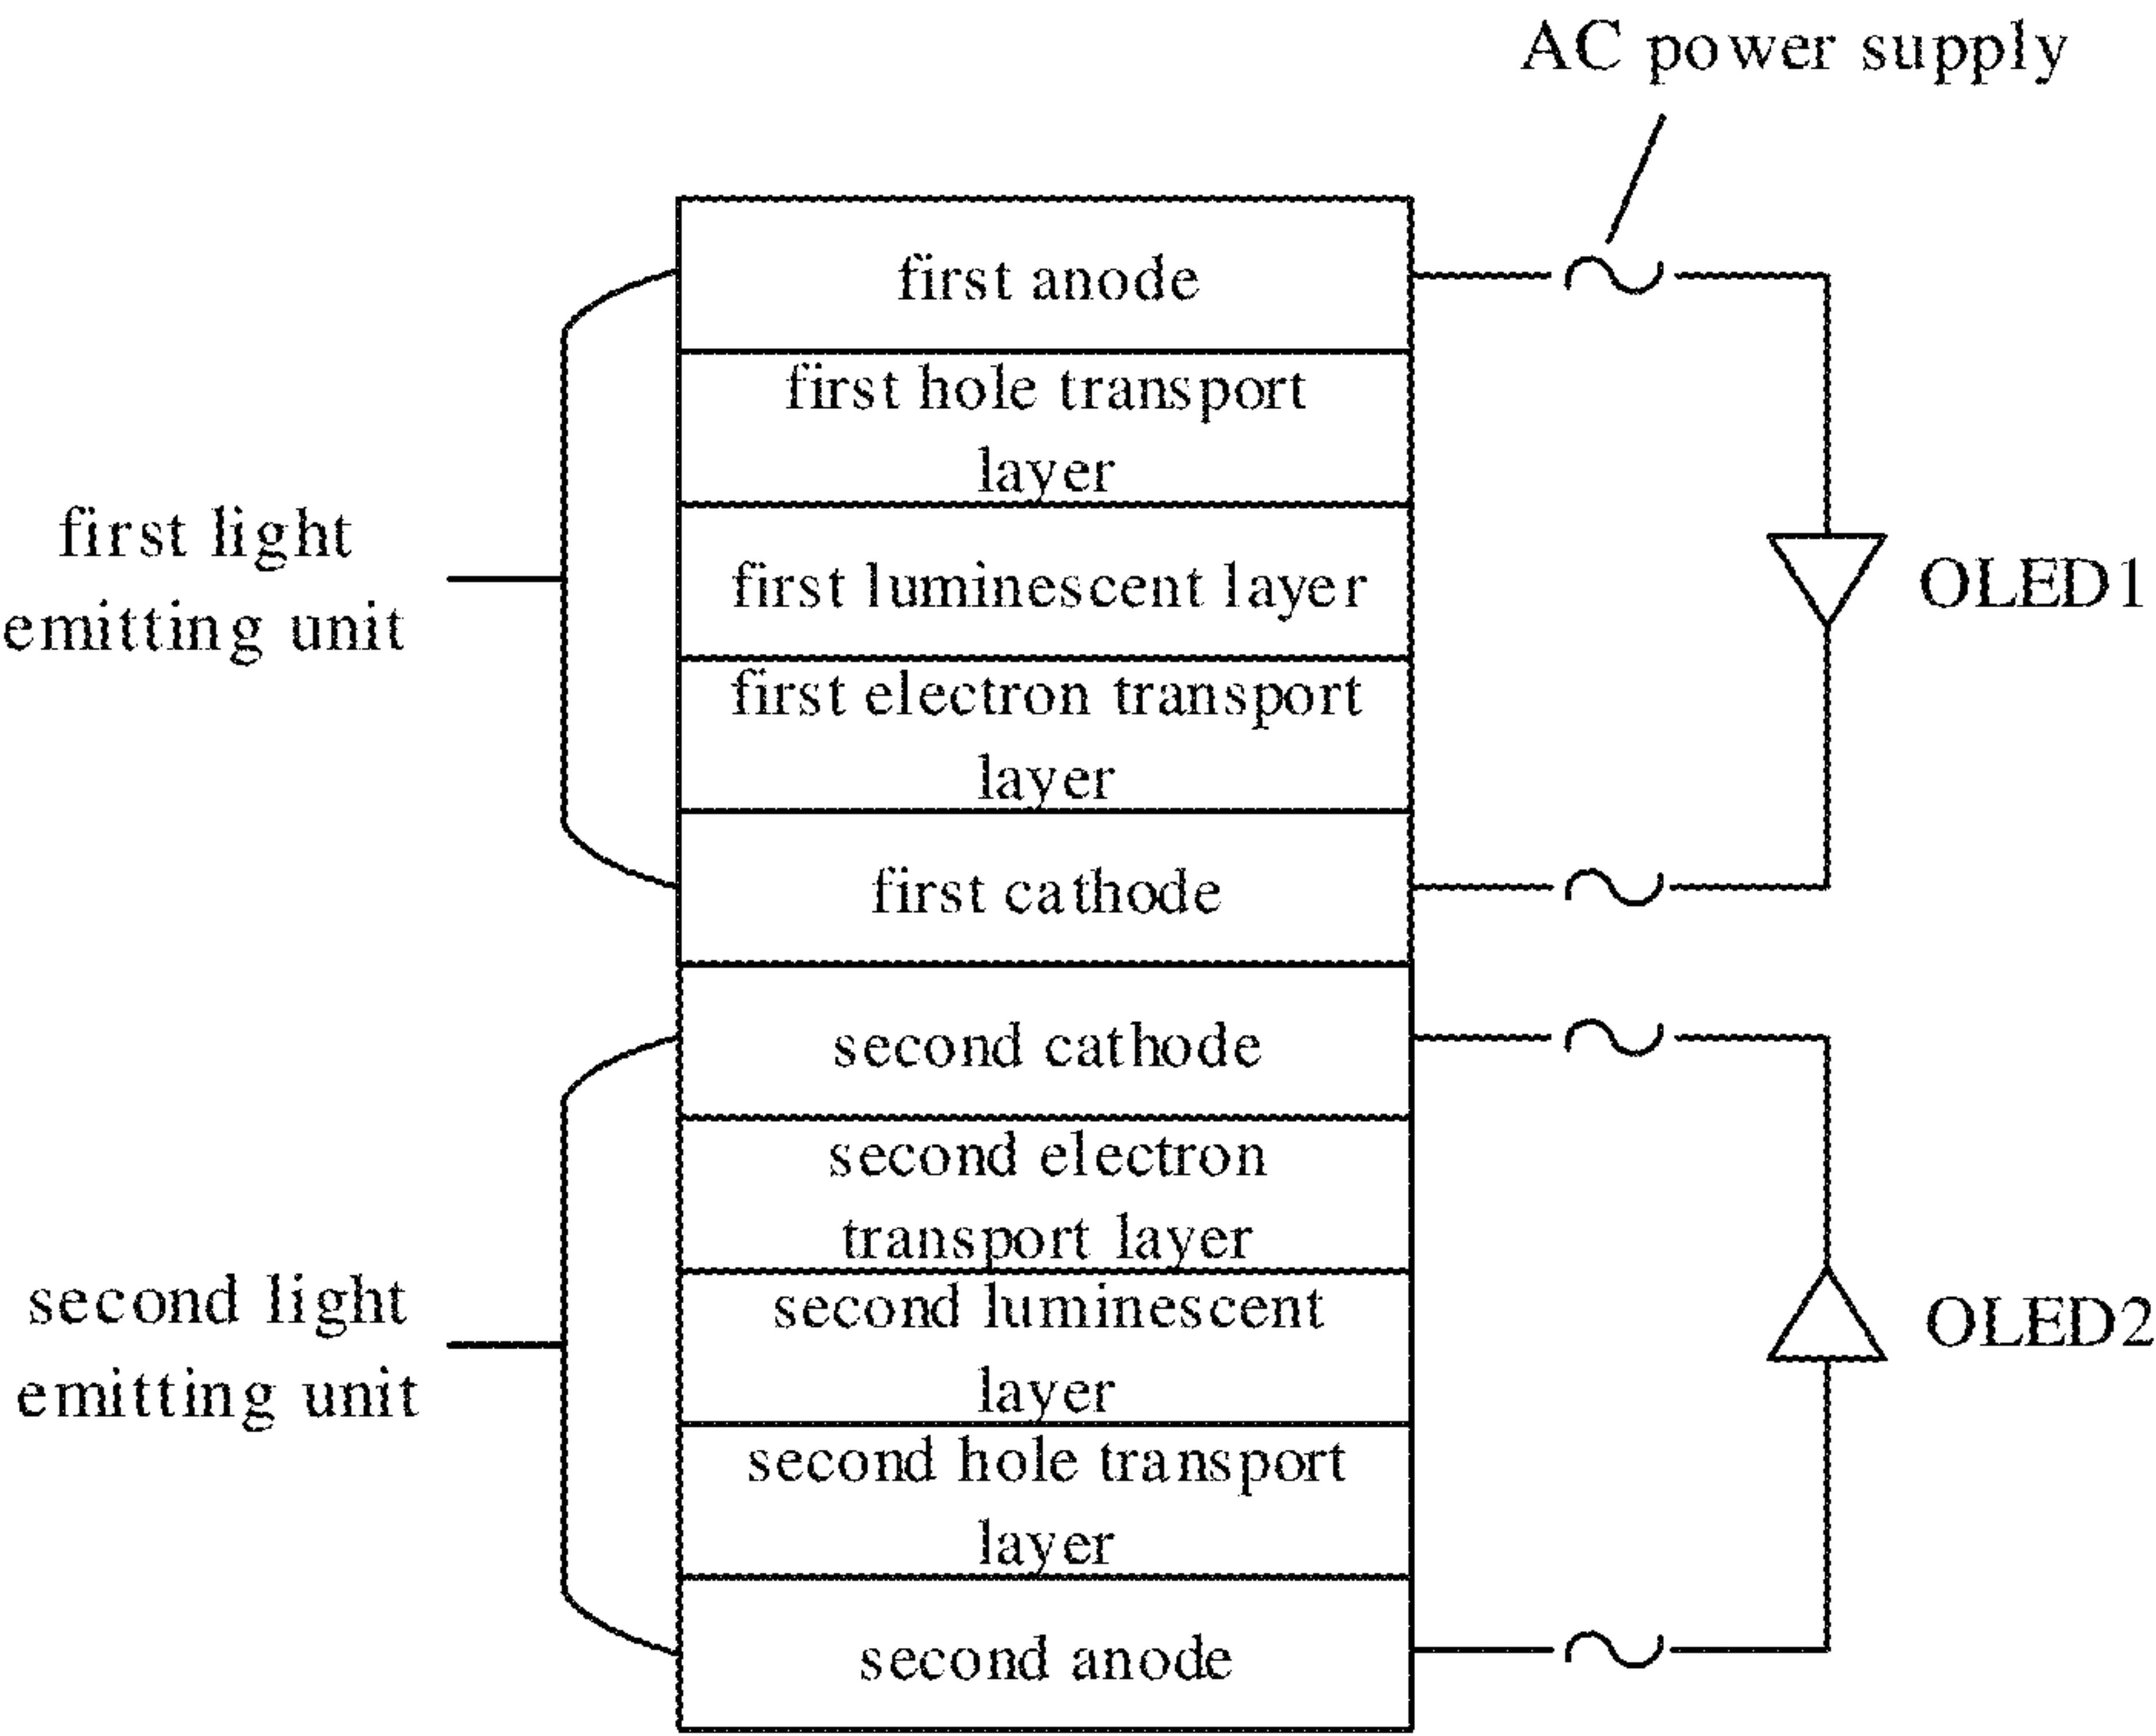 AC power supply
first anode
first hole transport
layer
first light
emitting unit
first luminescent layer
OLED1
first electron transport
layer
first cathode
second cathode
second electron
transport layer
second light
emitting unit
second luminescent
layer
OLED2
second hole transport
layer
second anode